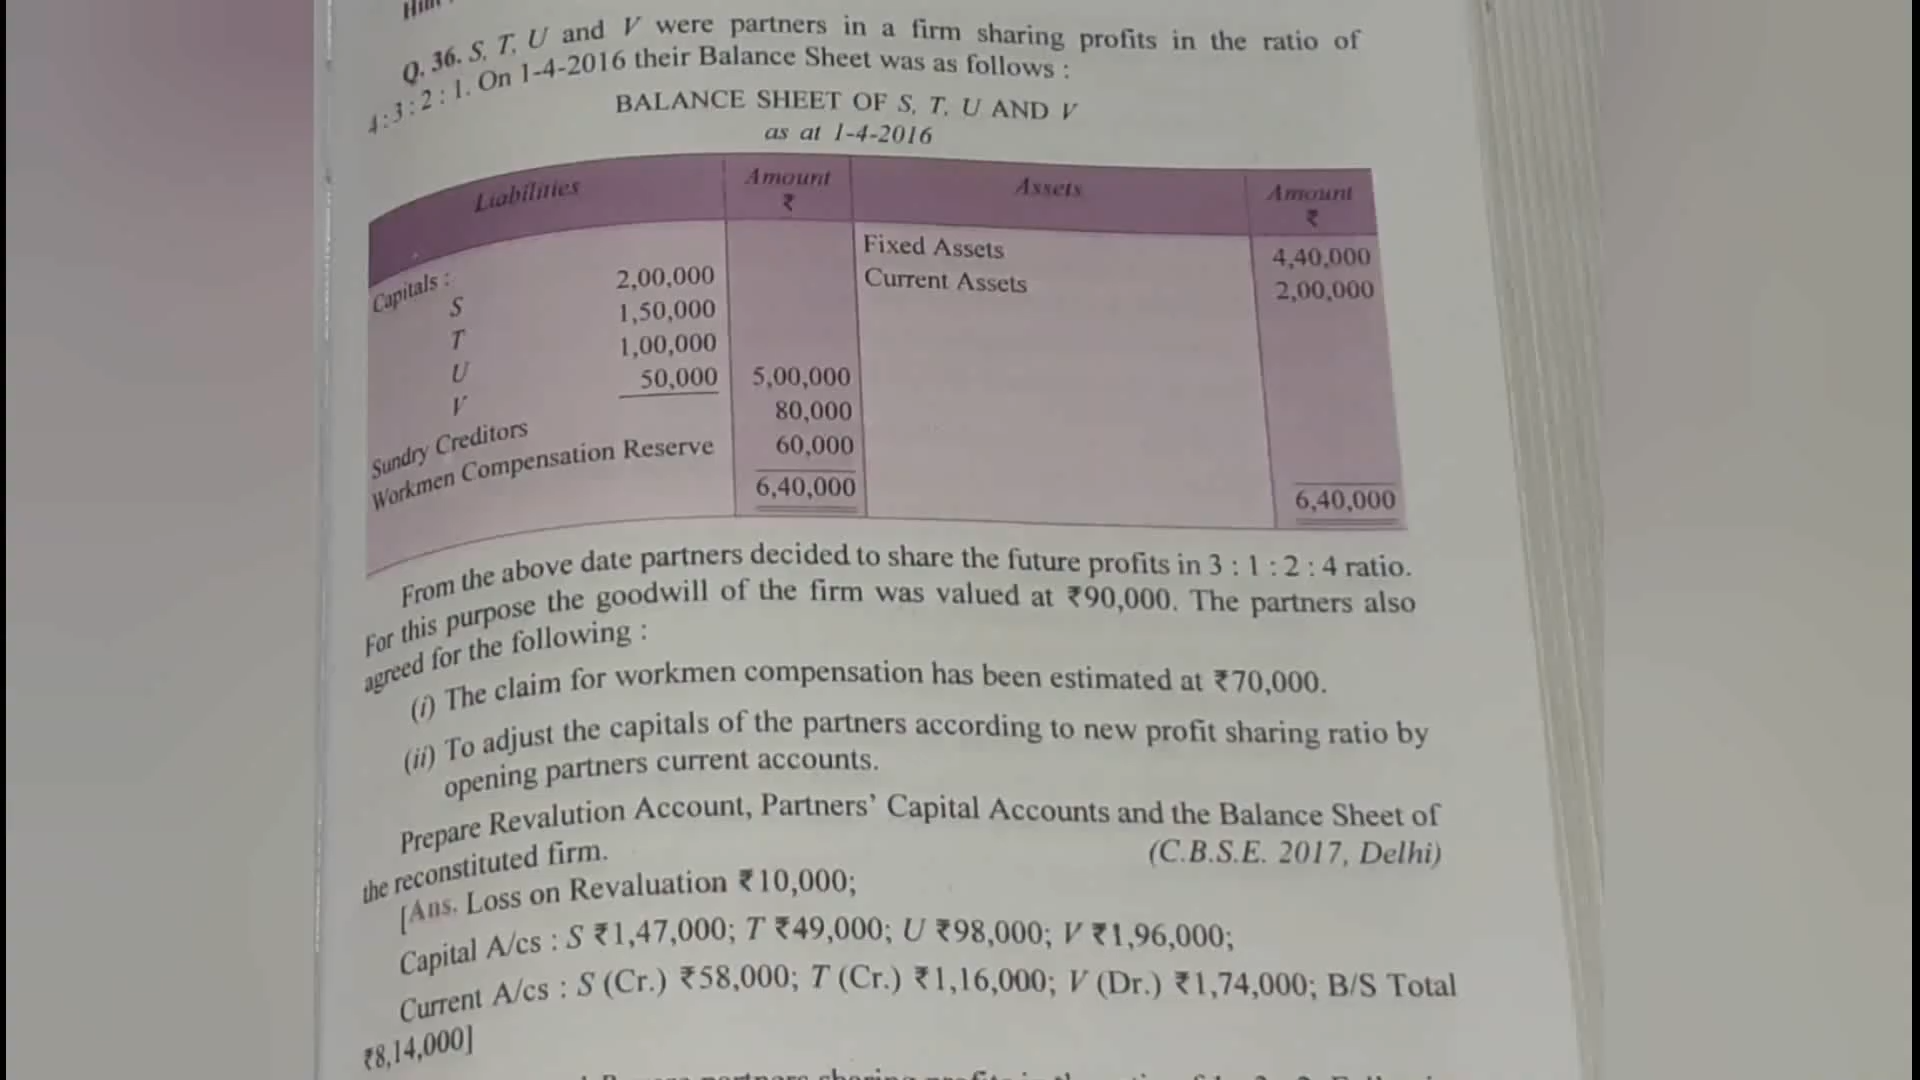 Q. 36. S, T, U and V were partners in a firm sharing profits in the ratio of
4 : 3 : 2 : 1. On 1-4-2016 their Balance Sheet was as follows :
BALANCE SHEET OF S, T, U AND V
as at 1-4-2016
Liabilities Amount ₹ Assets Amount ₹
Capitals : Fixed Assets 4,40,000
S 2,00,000 Current Assets 2,00,000
T 1,50,000
U 1,00,000
V 50,000 5,00,000
Sundry Creditors 80,000
Workmen Compensation Reserve 60,000
6,40,000 6,40,000
From the above date partners decided to share the future profits in 3 : 1 : 2 : 4 ratio.
For this purpose the goodwill of the firm was valued at ₹90,000. The partners also
agreed for the following :
(i) The claim for workmen compensation has been estimated at ₹70,000.
(ii) To adjust the capitals of the partners according to new profit sharing ratio by
opening partners current accounts.
Prepare Revalution Account, Partners' Capital Accounts and the Balance Sheet of
the reconstituted firm. (C.B.S.E. 2017, Delhi)
[Ans. Loss on Revaluation ₹10,000;
Capital A/cs : S ₹1,47,000; T ₹49,000; U ₹98,000; V ₹1,96,000;
Current A/cs : S (Cr.) ₹58,000; T (Cr.) ₹1,16,000; V (Dr.) ₹1,74,000; B/S Total
₹8,14,000]